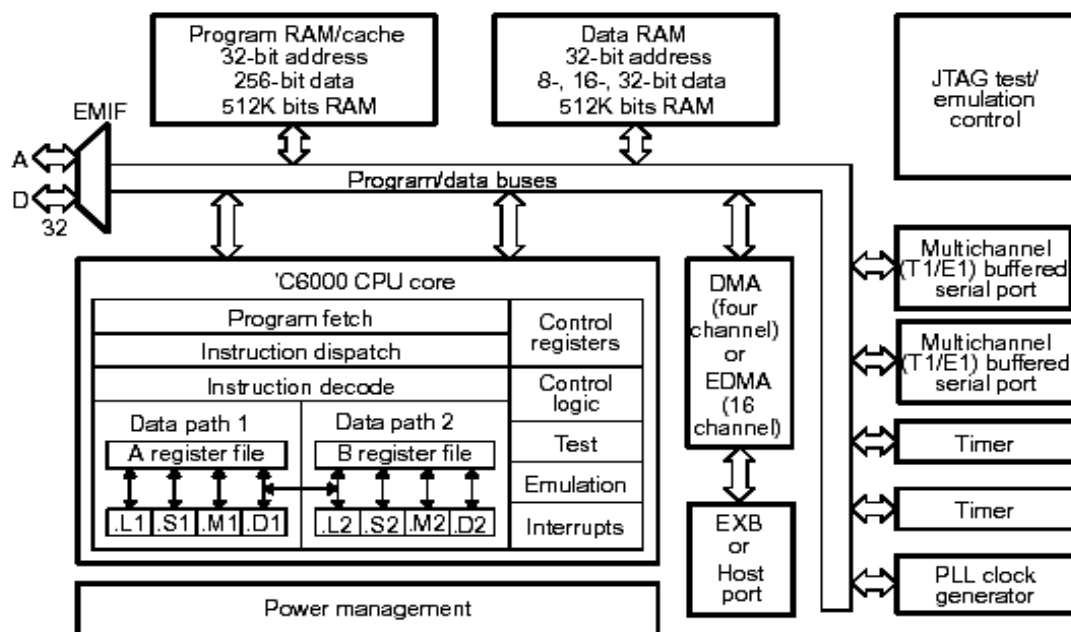 Program RAM/cache
32-bit address
256-bit data
512K bits RAM
Data RAM
32-bit address
8-, 16-, 32-bit data
512K bits RAM
JTAG test/
emulation
control
EMIF
A
D
32
Program/data buses
'C6000 CPU core
Program fetch
Instruction dispatch
Instruction decode
Data path 1
A register file
.L1 .S1 .M1 .D1
Data path 2
B register file
.L2 .S2 .M2 .D2
Control
registers
Control
logic
Test
Emulation
Interrupts
DMA
(four
channel)
or
EDMA
(16
channel)
EXB
or
Host
port
Multichannel
(T1/E1) buffered
serial port
Multichannel
(T1/E1) buffered
serial port
Timer
Timer
PLL clock
generator
Power management